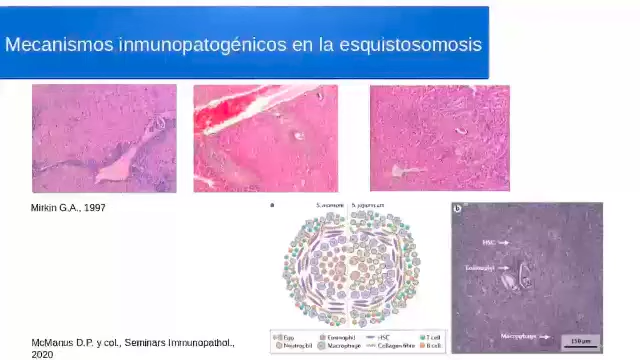 Mecanismos inmunopatogénicos en la esquistosomosis
Mirkin G.A., 1997
a
S. mansoni
S. japonicum
b
HSC
Eosinophil
Macrophage
150 µm
Egg
Eosinophil
HSC
T cell
Neutrophil
Macrophage
Collagen fibre
B cell
McManus D.P. y col., Seminars Immunopathol.,
2020